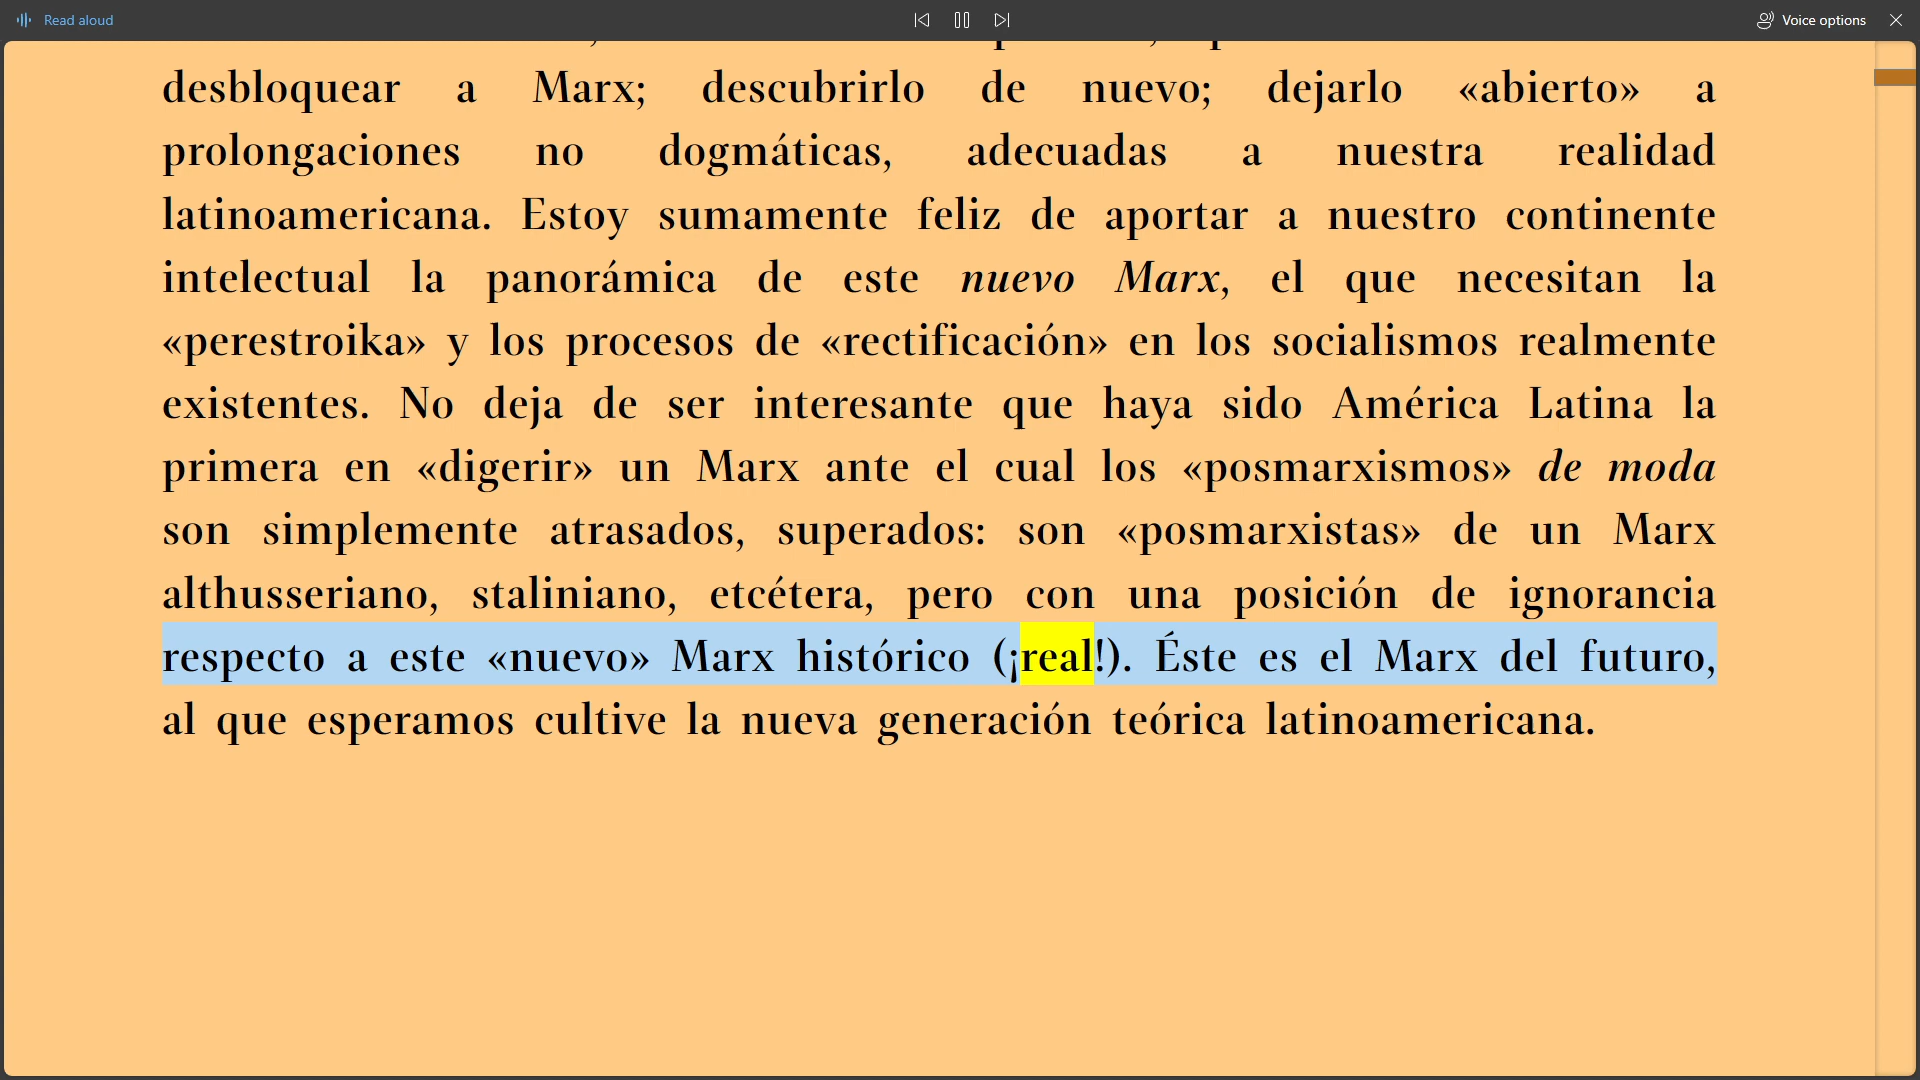 Read aloud
Voice options
desbloquear a Marx; descubrirlo de nuevo; dejarlo «abierto» a
prolongaciones no dogmáticas, adecuadas a nuestra realidad
latinoamericana. Estoy sumamente feliz de aportar a nuestro continente
intelectual la panorámica de este nuevo Marx, el que necesitan la
«perestroika» y los procesos de «rectificación» en los socialismos realmente
existentes. No deja de ser interesante que haya sido América Latina la
primera en «digerir» un Marx ante el cual los «posmarxismos» de moda
son simplemente atrasados, superados: son «posmarxistas» de un Marx
althusseriano, staliniano, etcétera, pero con una posición de ignorancia
respecto a este «nuevo» Marx histórico (¡real!). Éste es el Marx del futuro,
al que esperamos cultive la nueva generación teórica latinoamericana.